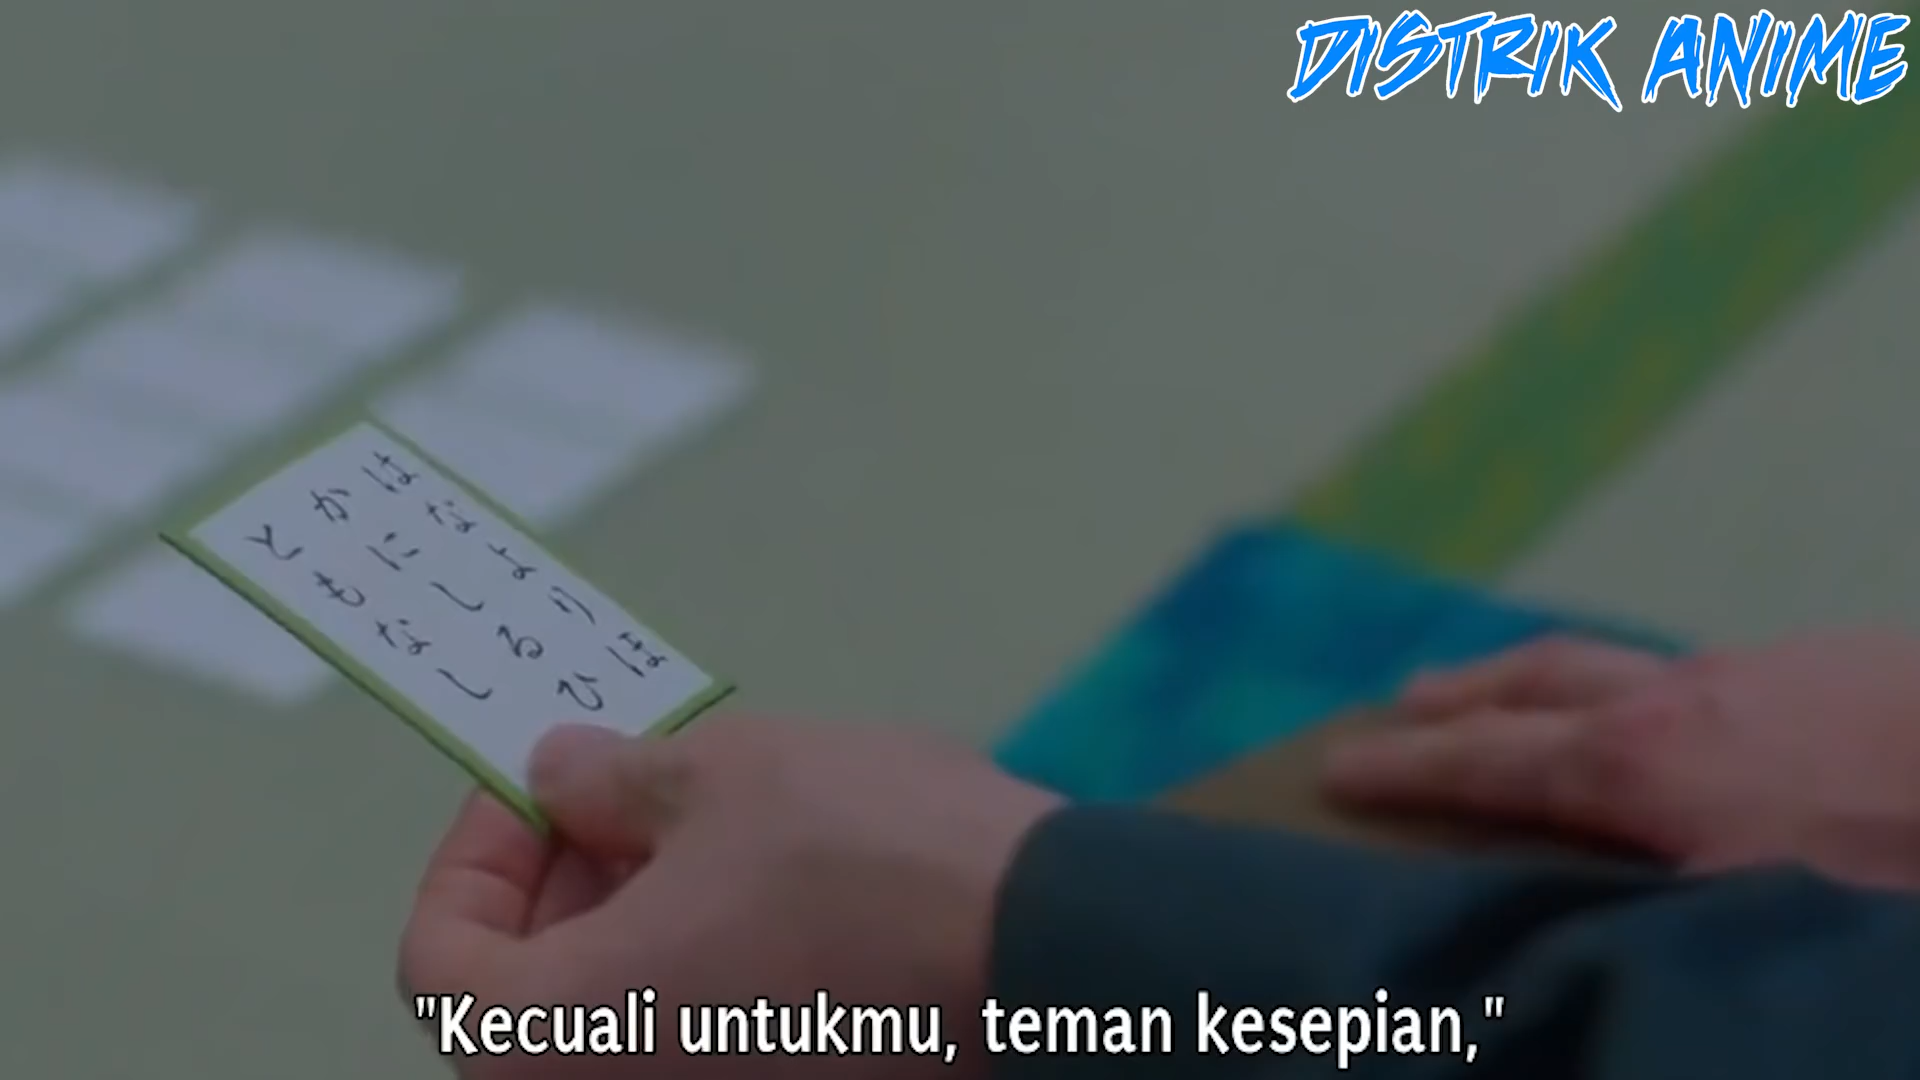 DISTRIK ANIME
はなよりほ
かにしるひ
ともなし
"Kecuali untukmu, teman kesepian,"